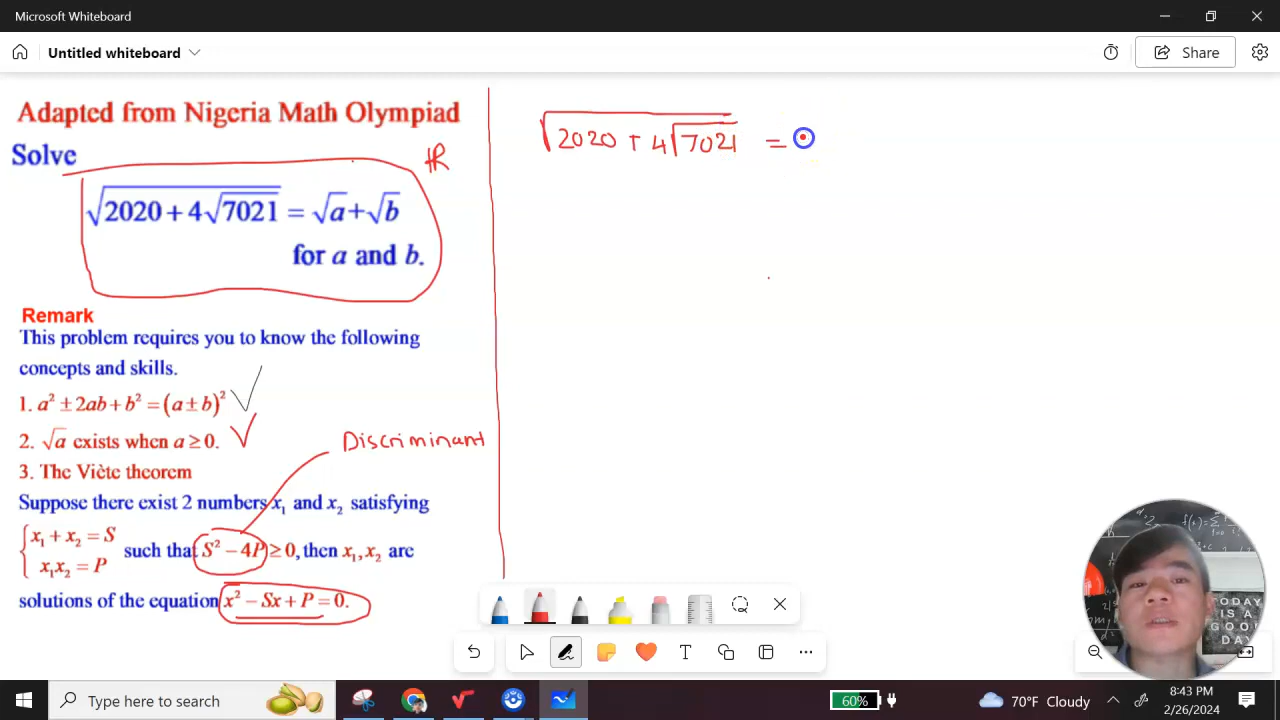 Microsoft Whiteboard
Untitled whiteboard
Share
Adapted from Nigeria Math Olympiad
Solve
ℝ
√(2020 + 4√7021) = √a + √b
for a and b.
Remark
This problem requires you to know the following
concepts and skills.
1. a² ± 2ab + b² = (a ± b)²
2. √a exists when a ≥ 0.
Discriminant
3. The Viète theorem
Suppose there exist 2 numbers x₁ and x₂ satisfying
{x₁ + x₂ = S
x₁x₂ = P
such that S² – 4P ≥ 0, then x₁, x₂ are
solutions of the equation x² – Sx + P = 0.
√(2020 + 4√7021) =
TODAY
IS A
GOOD
DAY
Type here to search
60%
70°F Cloudy
8:43 PM
2/26/2024